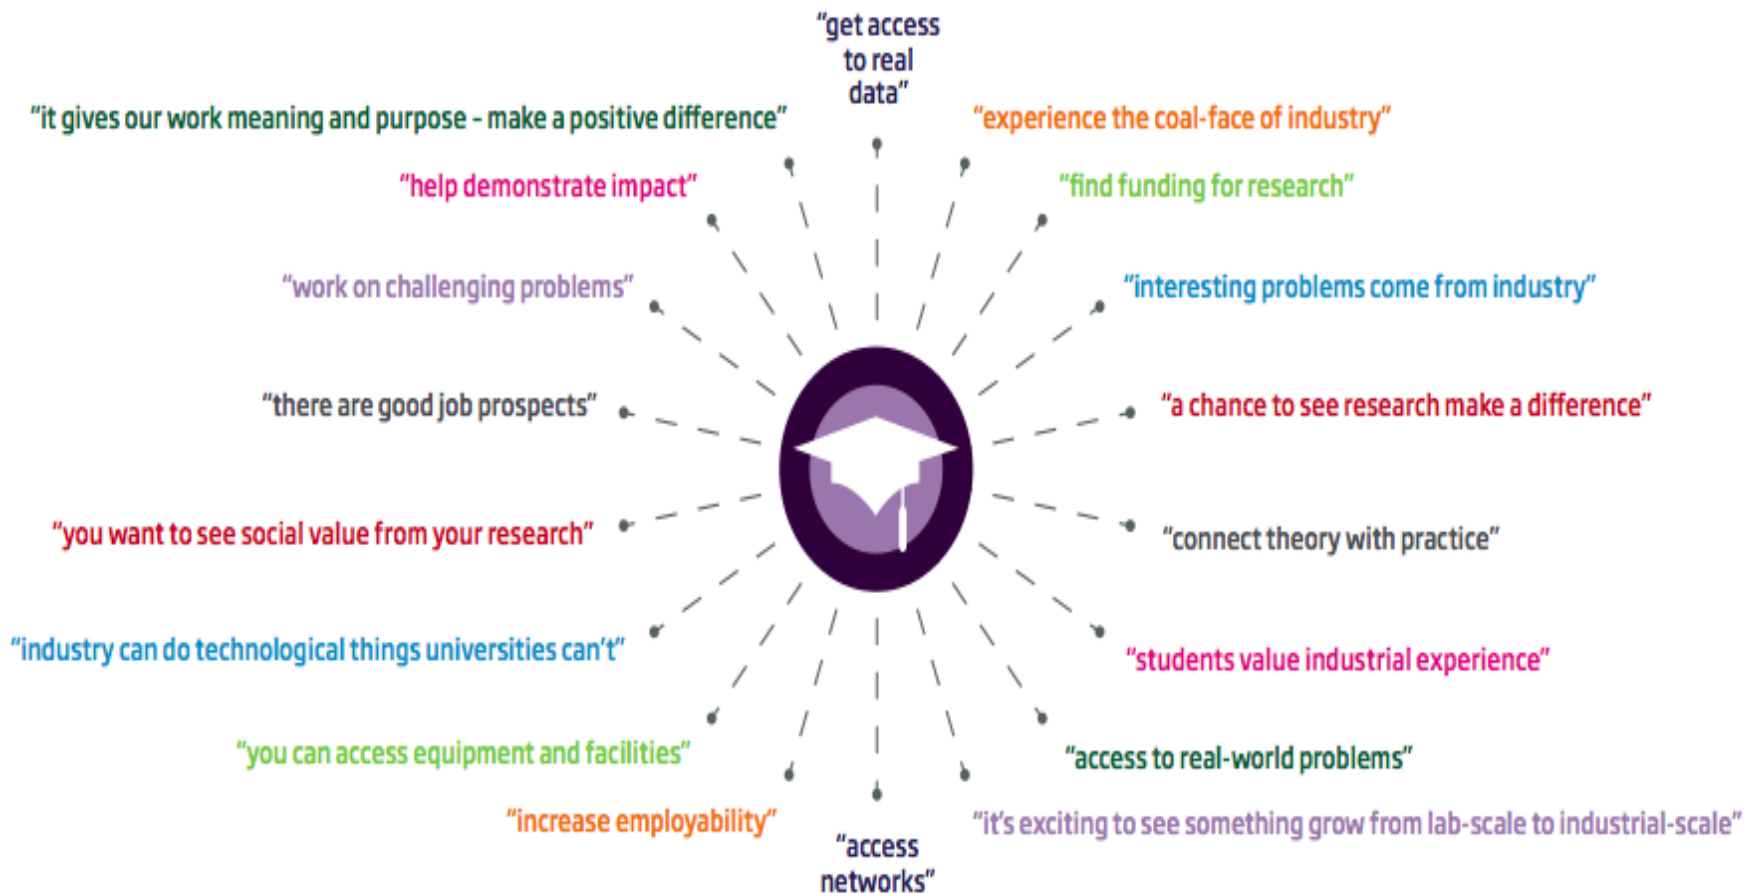 “get access
to real
data”
“it gives our work meaning and purpose – make a positive difference”
“experience the coal-face of industry”
“help demonstrate impact”
“find funding for research”
“work on challenging problems”
“interesting problems come from industry”
“there are good job prospects”
“a chance to see research make a difference”
“you want to see social value from your research”
“connect theory with practice”
“industry can do technological things universities can’t”
“students value industrial experience”
“you can access equipment and facilities”
“access to real-world problems”
“increase employability”
“it’s exciting to see something grow from lab-scale to industrial-scale”
“access
networks”